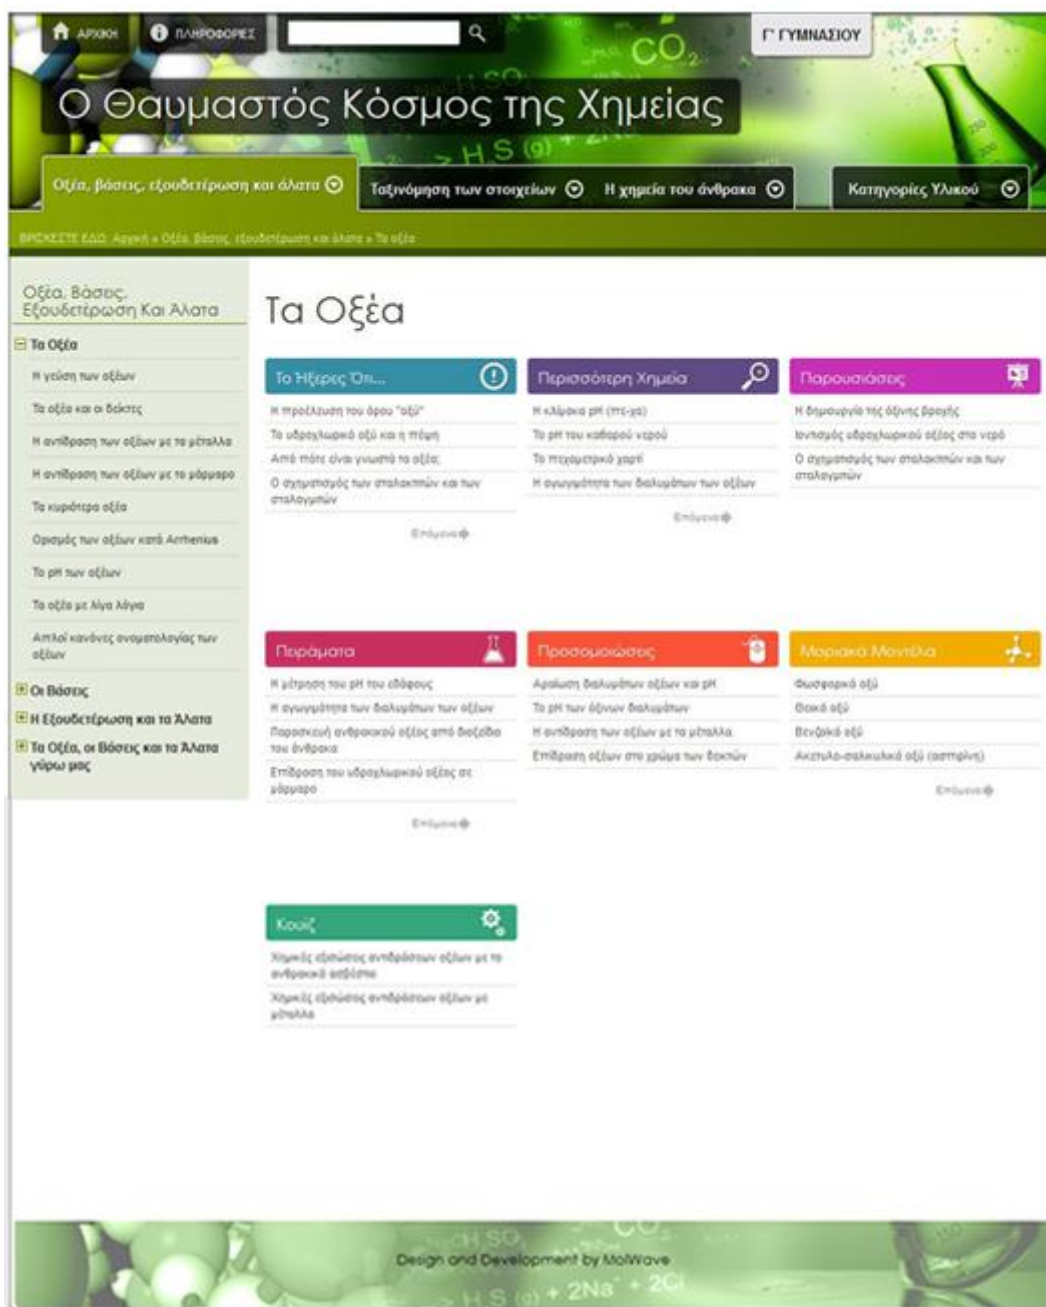 ΑΡΧΙΚΗ
ΠΛΗΡΟΦΟΡΙΕΣ
Γ' ΓΥΜΝΑΣΙΟΥ
CO2
H SO
Ο Θαυμαστός Κόσμος της Χημείας
> H S (g) + 2Na
250
200
Οξέα, βάσεις, εξουδετέρωση και άλατα
Ταξινόμηση των στοιχείων
Η χημεία του άνθρακα
Κατηγορίες Υλικού
ΒΡΙΣΚΕΣΤΕ ΕΔΩ: Αρχική » Οξέα, βάσεις, εξουδετέρωση και άλατα » Τα οξέα
Οξέα, Βάσεις,
Εξουδετέρωση Και Άλατα
Τα Οξέα
Η γεύση των οξέων
Τα οξέα και οι δείκτες
Η αντίδραση των οξέων με τα μέταλλα
Η αντίδραση των οξέων με το μάρμαρο
Τα κυριότερα οξέα
Ορισμός των οξέων κατά Arrhenius
Το pH των οξέων
Τα οξέα με λίγα λόγια
Απλοί κανόνες ονοματολογίας των
οξέων
Οι Βάσεις
Η Εξουδετέρωση και τα Άλατα
Τα Οξέα, οι Βάσεις και τα Άλατα
γύρω μας
Τα Οξέα
Το Ήξερες Ότι...
Η προέλευση του όρου "οξύ"
Το υδροχλωρικό οξύ και η πέψη
Από πότε είναι γνωστά τα οξέα;
Ο σχηματισμός των σταλακτιτών και των
σταλαγμιτών
Επόμενα
Περισσότερη Χημεία
Η κλίμακα pH (πε-χα)
Το pH του καθαρού νερού
Το πεχαμετρικό χαρτί
Η αγωγιμότητα των διαλυμάτων των οξέων
Επόμενα
Παρουσιάσεις
Η δημιουργία της όξινης βροχής
Ιοντισμός υδροχλωρικού οξέος στο νερό
Ο σχηματισμός των σταλακτιτών και των
σταλαγμιτών
Πειράματα
Η μέτρηση του pH του εδάφους
Η αγωγιμότητα των διαλυμάτων των οξέων
Παρασκευή ανθρακικού οξέος από διοξείδιο
του άνθρακα
Επίδραση του υδροχλωρικού οξέος σε
μάρμαρο
Επόμενα
Προσομοιώσεις
Αραίωση διαλυμάτων οξέων και pH
Το pH των όξινων διαλυμάτων
Η αντίδραση των οξέων με τα μέταλλα
Επίδραση οξέων στο χρώμα των δεικτών
Μοριακά Μοντέλα
Φωσφορικό οξύ
Θειικό οξύ
Βενζοϊκό οξύ
Ακετυλο-σαλικυλικό οξύ (ασπιρίνη)
Επόμενα
Κουίζ
Χημικές εξισώσεις αντιδράσεων οξέων με το
ανθρακικό ασβέστιο
Χημικές εξισώσεις αντιδράσεων οξέων με
μέταλλα
Design and Development by MolWave
> H S (g) + 2Na + 2Cl